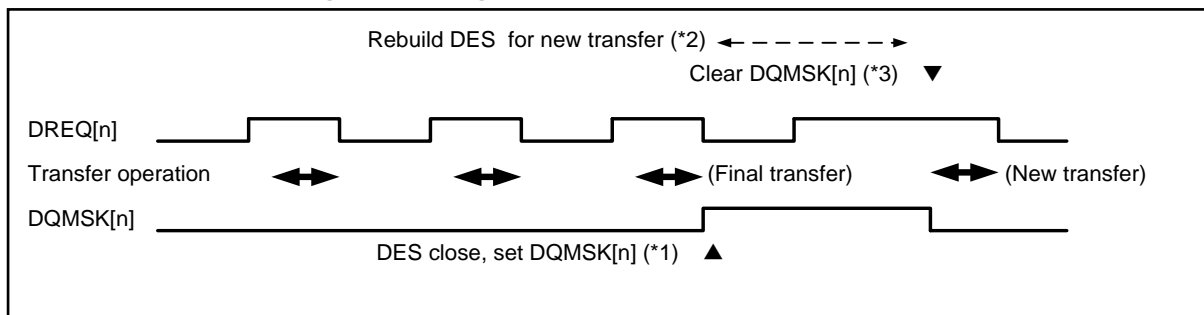 Rebuild DES for new transfer (*2)
Clear DQMSK[n] (*3)
DREQ[n]
Transfer operation
(Final transfer)
(New transfer)
DQMSK[n]
DES close, set DQMSK[n] (*1)